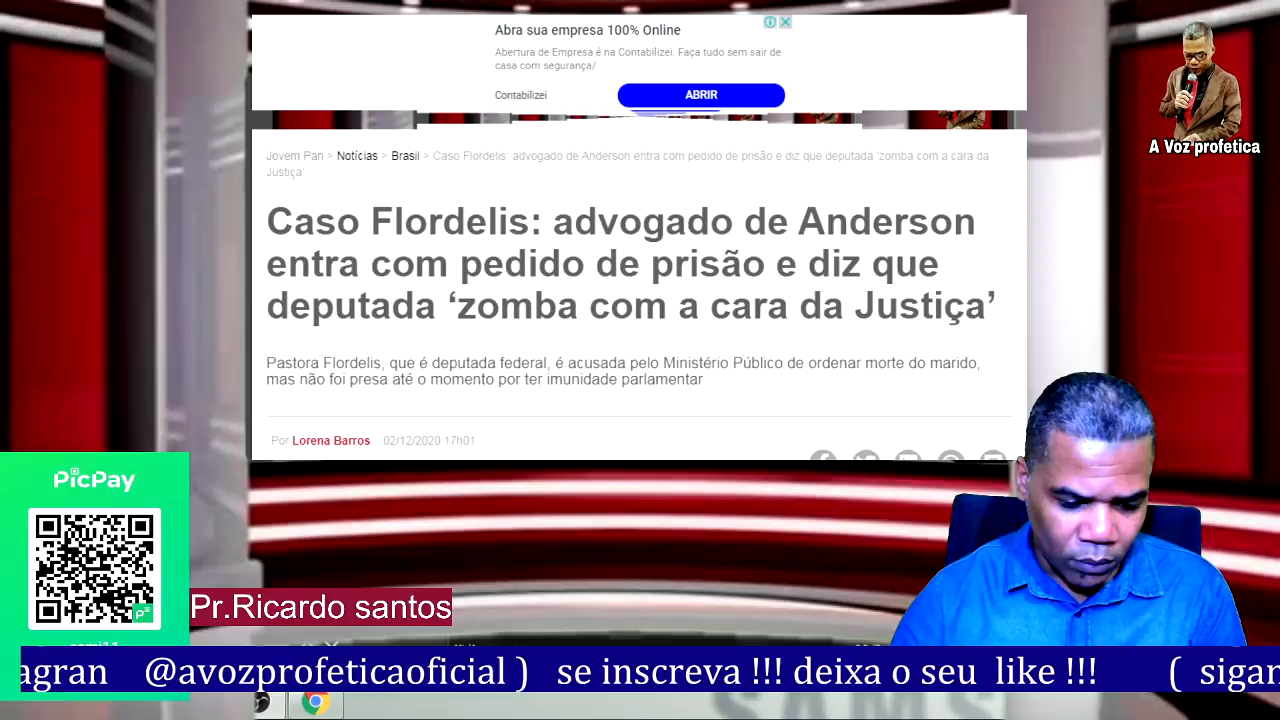 Abra sua empresa 100% Online
Abertura de Empresa é na Contabilizei. Faça tudo sem sair de
casa com segurança/
Contabilizei
ABRIR
A Voz profetica
Jovem Pan > Notícias > Brasil > Caso Flordelis: advogado de Anderson entra com pedido de prisão e diz que deputada 'zomba com a cara da
Justiça'
Caso Flordelis: advogado de Anderson
entra com pedido de prisão e diz que
deputada ‘zomba com a cara da Justiça’
Pastora Flordelis, que é deputada federal, é acusada pelo Ministério Público de ordenar morte do marido,
mas não foi presa até o momento por ter imunidade parlamentar
Por Lorena Barros 02/12/2020 17h01
PicPay
Pr.Ricardo santos
agran @avozprofeticaoficial ) se inscreva !!! deixa o seu like !!! ( sigan